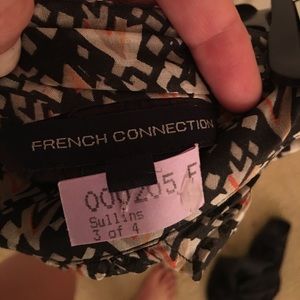 FRENCH CONNECTION
000205 F
Sullins
3 of 4